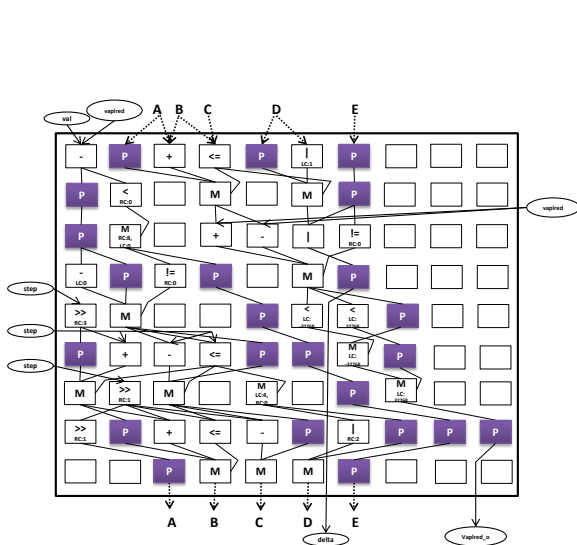 A B C D E
val vaplred
- P + <= P | LC:1 P
P < RC:0 M M P
vaplred
P M RC:8, LC:0 + - | != RC:0
- LC:0 P != RC:0 P M P
step
>> RC:3 M P < LC: -32768 < LC: 32768 P
step
P + - <= P P M LC: -32768 P
step
M >> RC:1 M M LC:4, RC:0 P M LC: 32768
>> RC:1 P + <= - P | RC:2 P P P
P M M M P
A B C D E
delta Vaplred_o